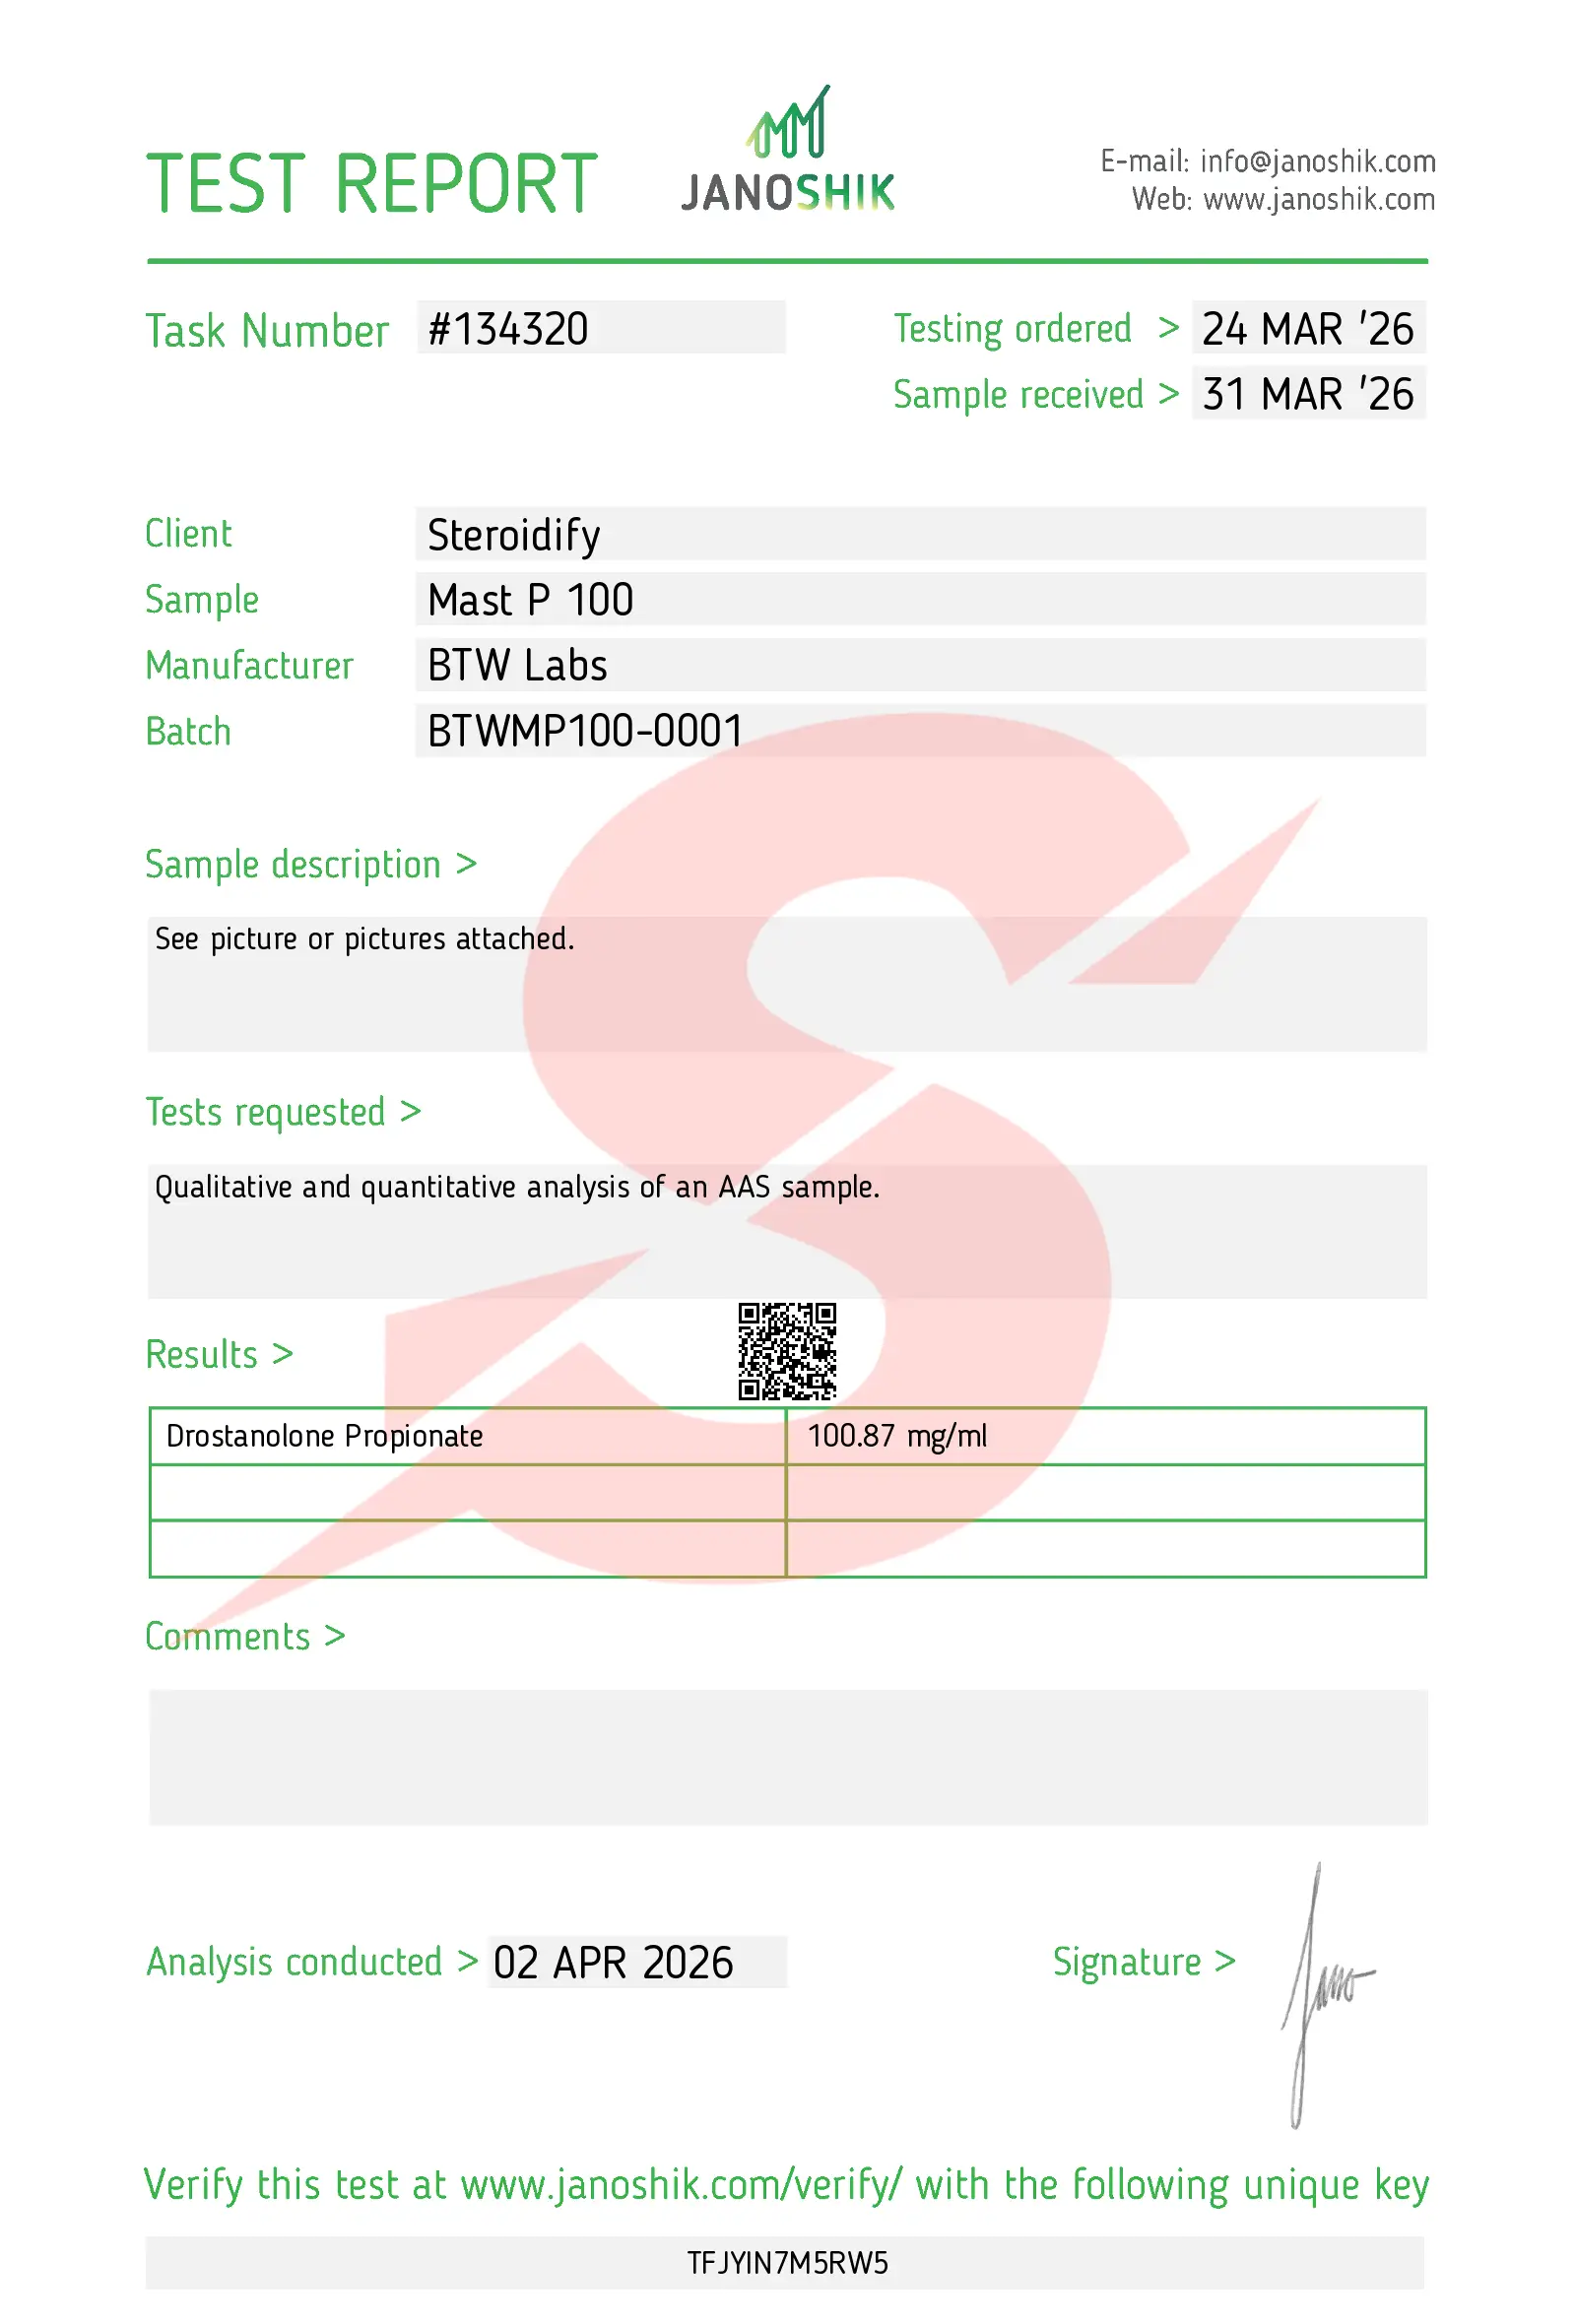 TEST REPORT
JANOSHIK
E-mail: info@janoshik.com
Web: www.janoshik.com
Task Number #134320
Testing ordered > 24 MAR '26
Sample received > 31 MAR '26
Client Steroidify
Sample Mast P 100
Manufacturer BTW Labs
Batch BTWMP100-0001
Sample description >
See picture or pictures attached.
Tests requested >
Qualitative and quantitative analysis of an AAS sample.
Results >
Drostanolone Propionate 100.87 mg/ml
Comments >
Analysis conducted > 02 APR 2026
Signature > Jano
Verify this test at www.janoshik.com/verify/ with the following unique key
TFJYIN7M5RW5